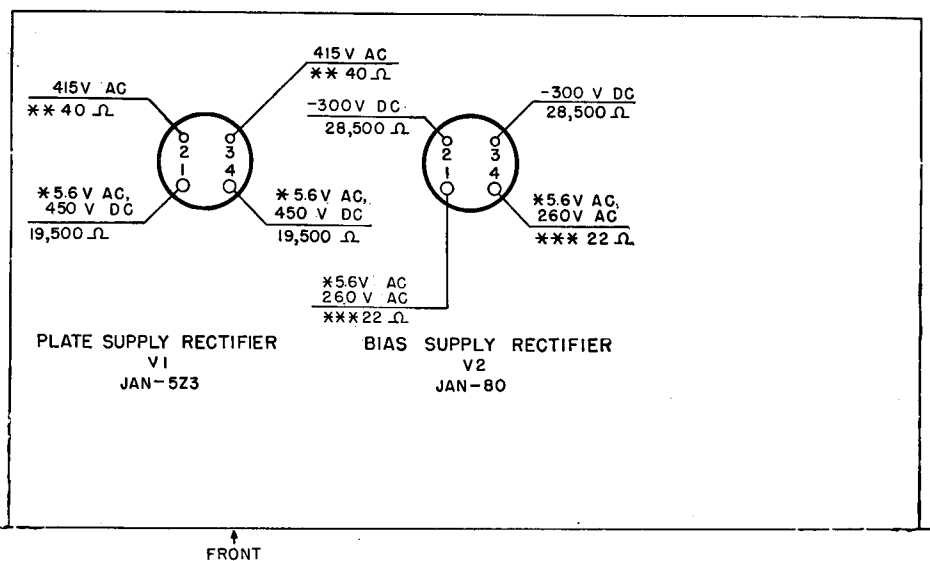 415V AC
** 40 Ω
415V AC
** 40 Ω
2 3
1 4
*5.6 V AC,
450 V DC
19,500 Ω
*5.6V AC,
450 V DC
19,500 Ω
PLATE SUPPLY RECTIFIER
V1
JAN-5Z3
-300V DC
28,500 Ω
-300 V DC
28,500 Ω
2 3
1 4
*5.6V AC
260 V AC
***22 Ω
*5.6V AC,
260V AC
*** 22 Ω
BIAS SUPPLY RECTIFIER
V2
JAN-80
FRONT